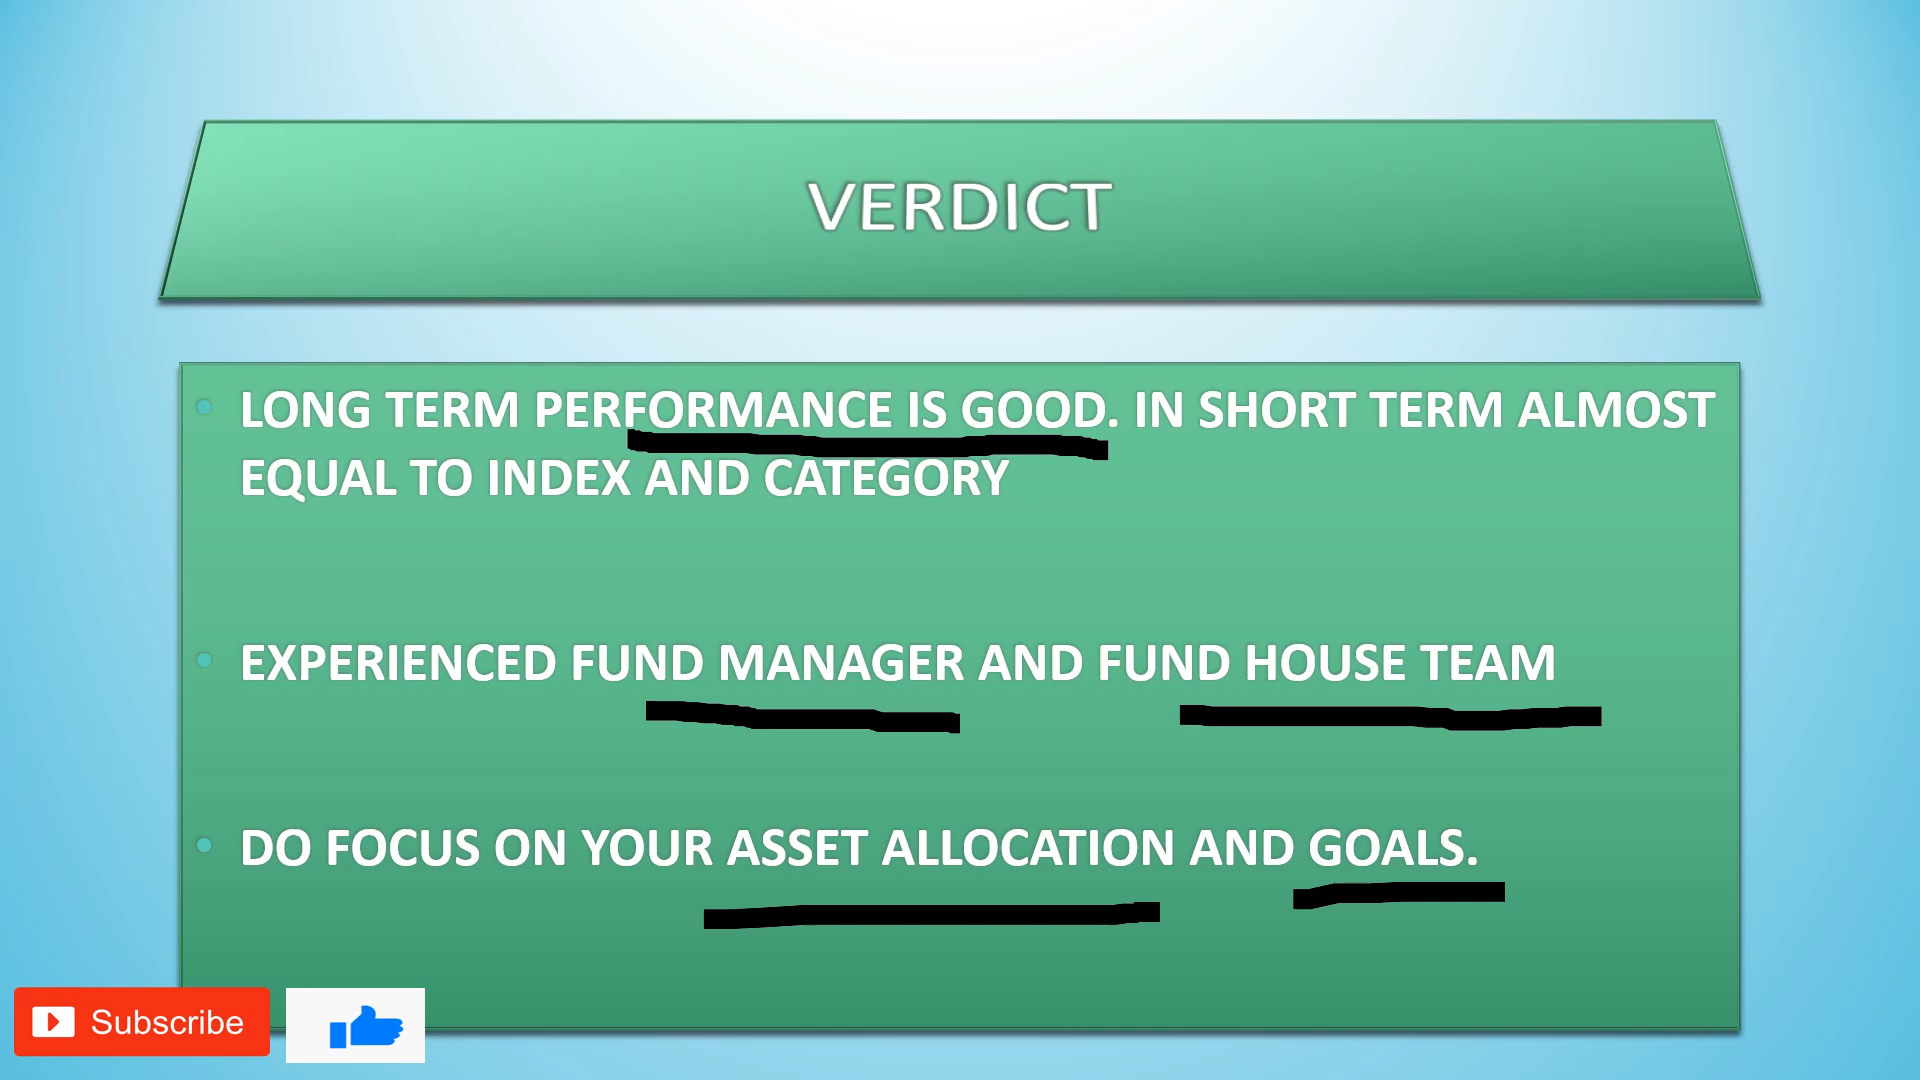 VERDICT
LONG TERM PERFORMANCE IS GOOD. IN SHORT TERM ALMOST
EQUAL TO INDEX AND CATEGORY
EXPERIENCED FUND MANAGER AND FUND HOUSE TEAM
DO FOCUS ON YOUR ASSET ALLOCATION AND GOALS.
Subscribe